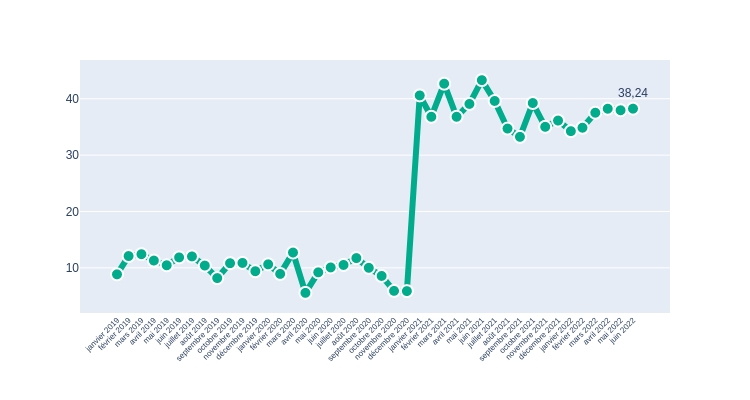 38,24
40
30
20
10
janvier 2019
février 2019
mars 2019
avril 2019
mai 2019
juin 2019
juillet 2019
août 2019
septembre 2019
octobre 2019
novembre 2019
décembre 2019
janvier 2020
février 2020
mars 2020
avril 2020
mai 2020
juin 2020
juillet 2020
août 2020
septembre 2020
octobre 2020
novembre 2020
décembre 2020
janvier 2021
février 2021
mars 2021
avril 2021
mai 2021
juin 2021
juillet 2021
août 2021
septembre 2021
octobre 2021
novembre 2021
décembre 2021
janvier 2022
février 2022
mars 2022
avril 2022
mai 2022
juin 2022